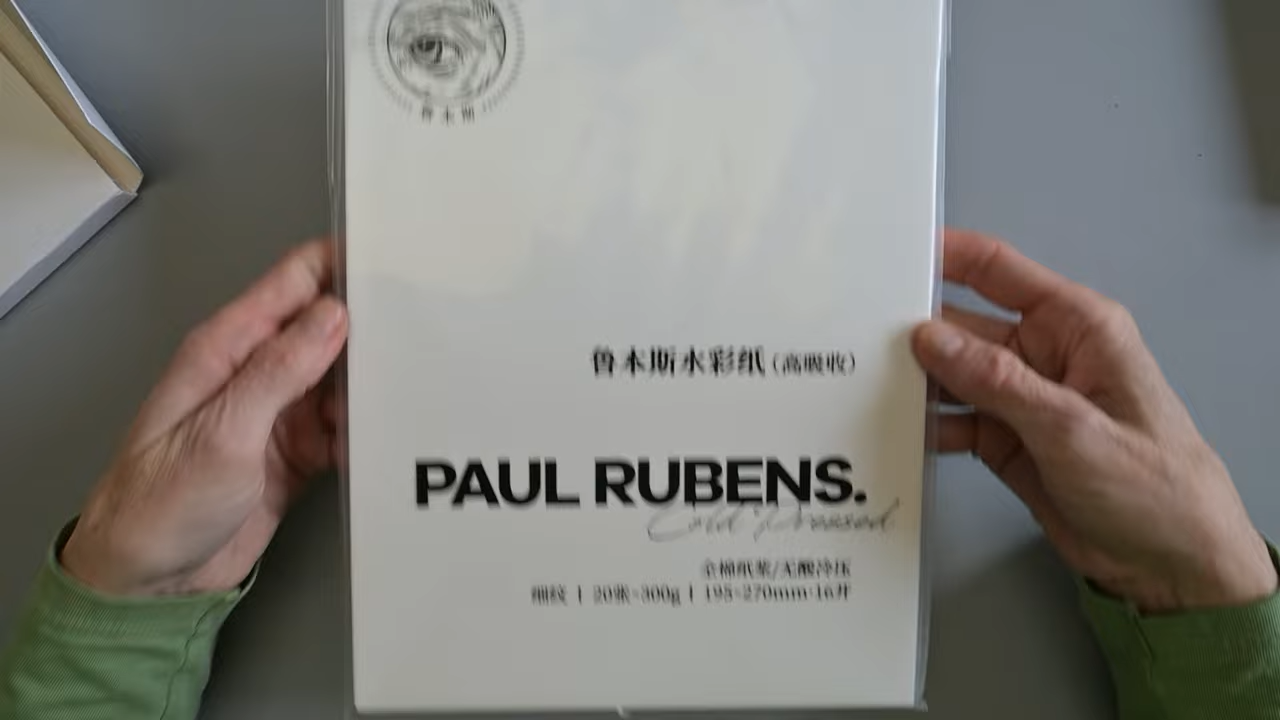 鲁本斯
鲁本斯水彩纸(高吸收)
PAUL RUBENS.
Cold Pressed
全棉纸浆/无酸冷压
细纹 | 20张·300g | 195×270mm·16开